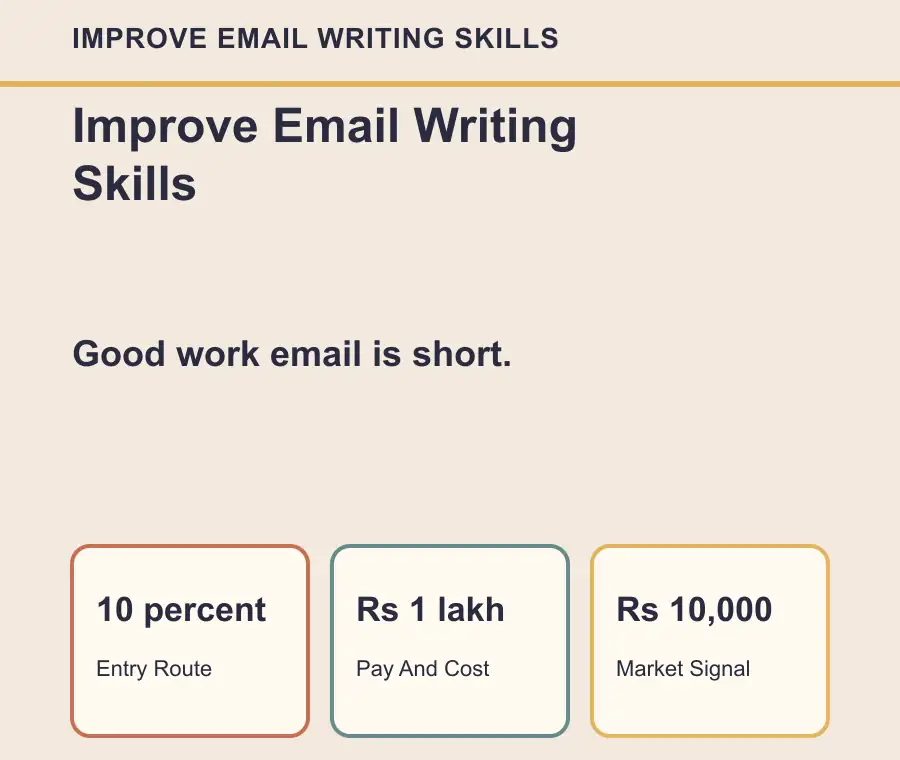 IMPROVE EMAIL WRITING SKILLS
Improve Email Writing
Skills
Good work email is short.
10 percent
Entry Route
Rs 1 lakh
Pay And Cost
Rs 10,000
Market Signal